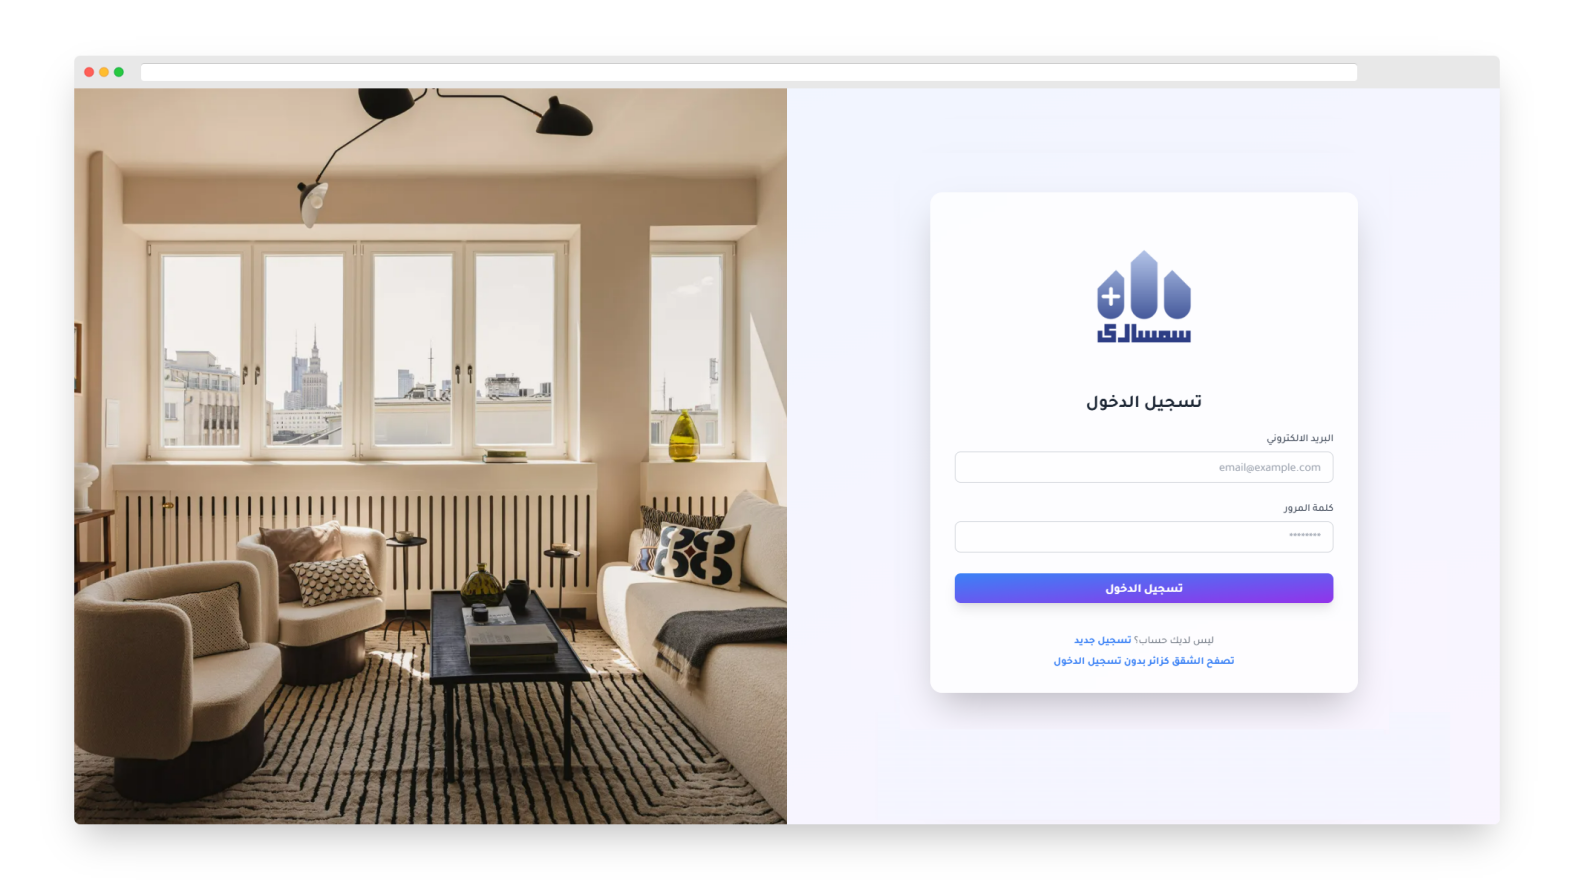 سمسارى
تسجيل الدخول
البريد الالكتروني
email@example.com
كلمة المرور
********
تسجيل الدخول
ليس لديك حساب؟ تسجيل جديد
تصفح الشقق كزائر بدون تسجيل الدخول